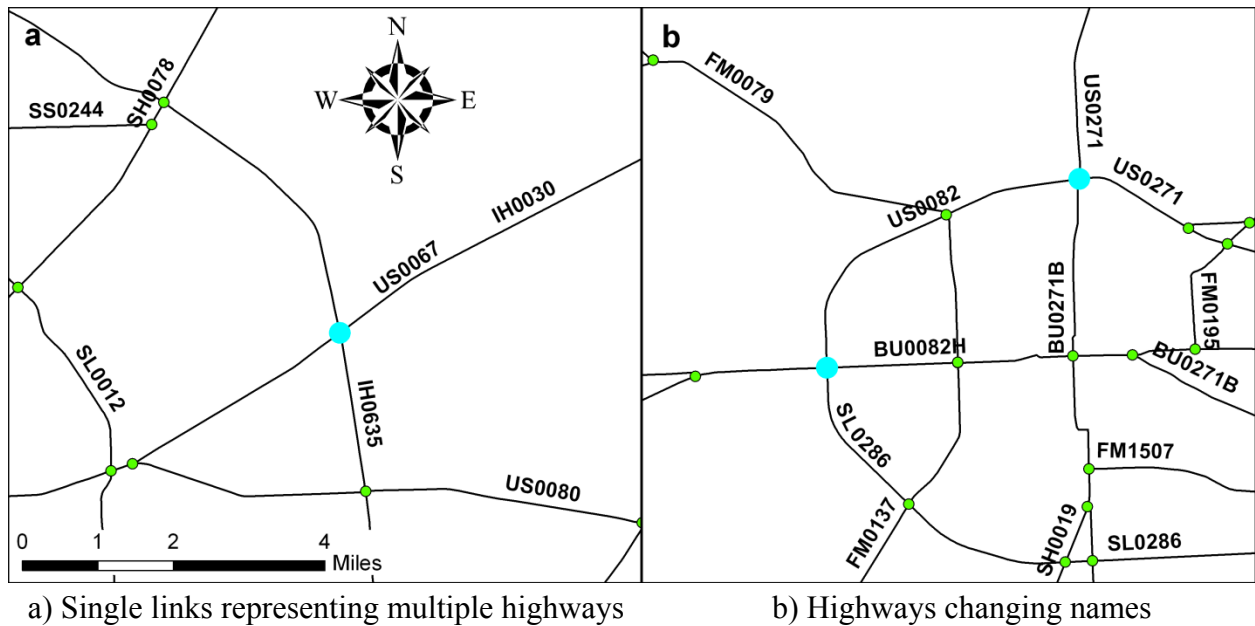 a
N
W
E
S
SH0078
SS0244
IH0030
US0067
SL0012
IH0635
US0080
0 1 2 4
Miles
b
FM0079
US0271
US0271
US0082
BU0271B
FM0195
BU0082H
BU0271B
SL0286
FM1507
FM0137
SH0019
SL0286
a) Single links representing multiple highways
b) Highways changing names